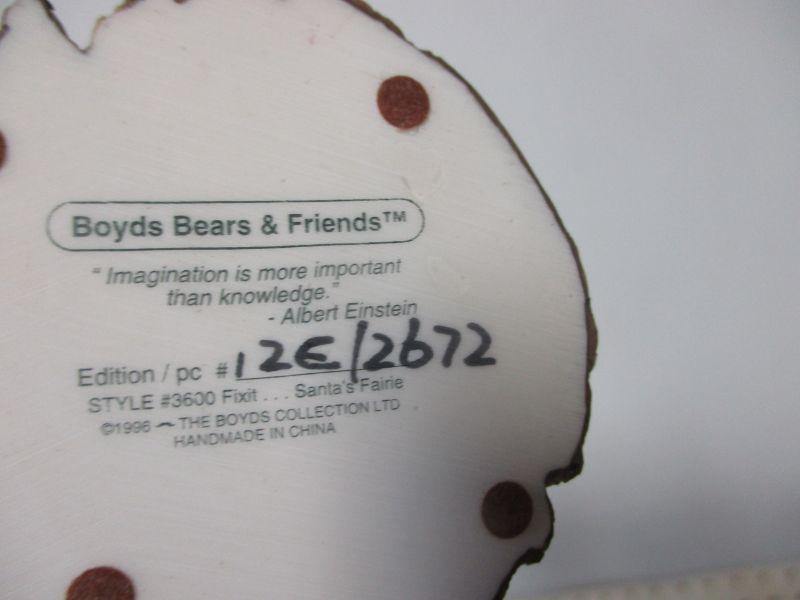 Boyds Bears & Friends™
“Imagination is more important
than knowledge.”
- Albert Einstein
Edition / pc # 12E/2672
STYLE #3600 Fixit . . . Santa's Fairie
©1996 THE BOYDS COLLECTION LTD
HANDMADE IN CHINA